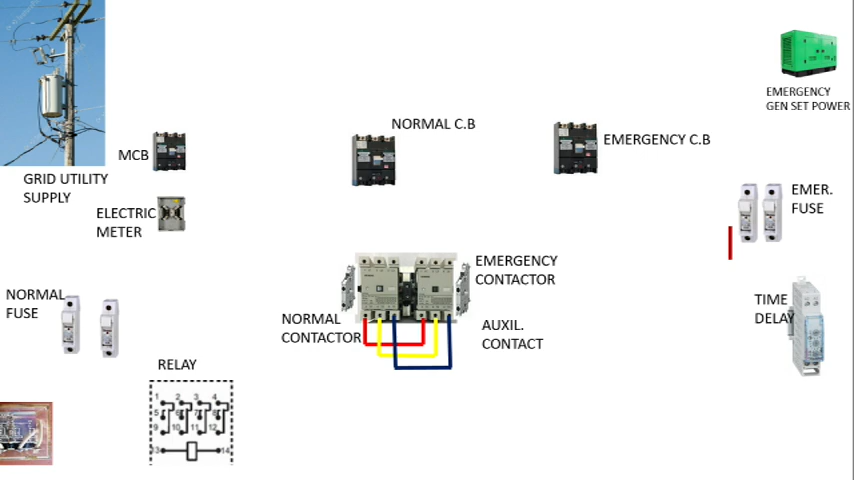 EMERGENCY
GEN SET POWER
NORMAL C.B
EMERGENCY C.B
MCB
GRID UTILITY
SUPPLY
ELECTRIC
METER
EMER.
FUSE
EMERGENCY
CONTACTOR
NORMAL
FUSE
TIME
DELAY
NORMAL
CONTACTOR
AUXIL.
CONTACT
RELAY
1 2 3 4
5 6 7 8
9 10 11 12
13 14